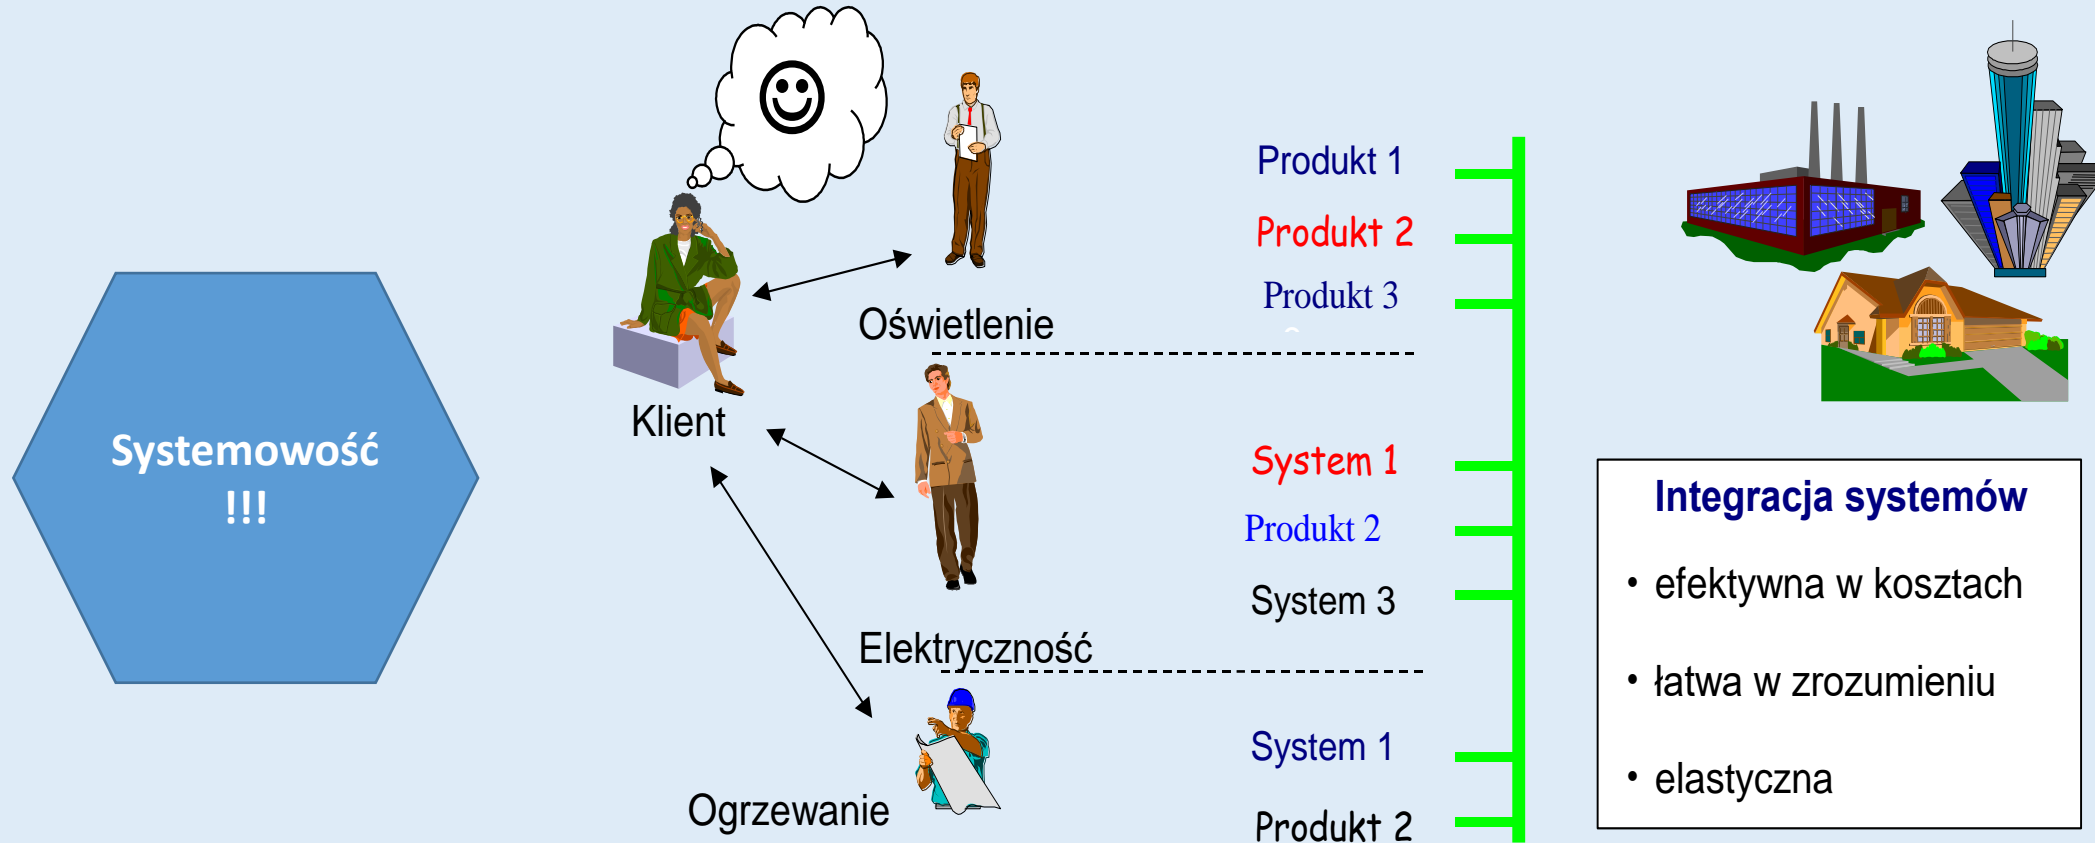 Systemowość
!!!
Klient
Oświetlenie
Elektryczność
Ogrzewanie
Produkt 1
Produkt 2
Produkt 3
System 1
Produkt 2
System 3
System 1
Produkt 2
Integracja systemów
• efektywna w kosztach
• łatwa w zrozumieniu
• elastyczna